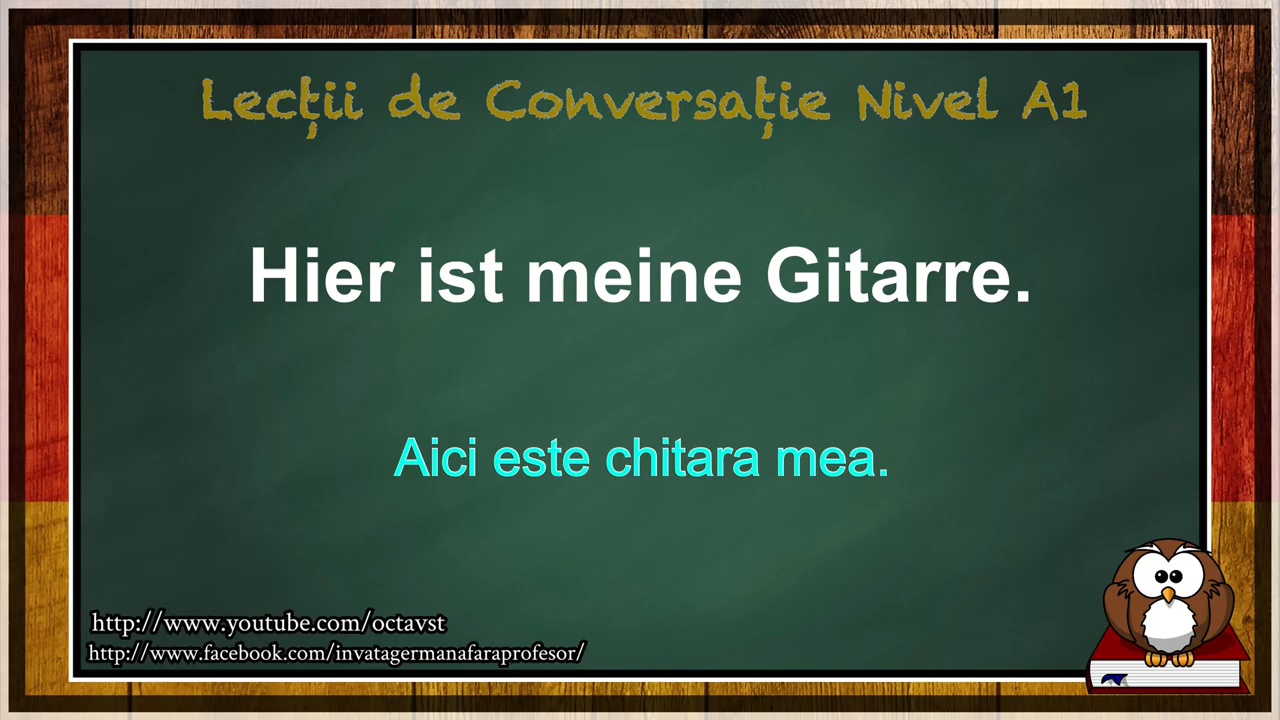 Lecții de Conversație Nivel A1
Hier ist meine Gitarre.
Aici este chitara mea.
http://www.youtube.com/octavst
http://www.facebook.com/invatagermanafaraprofesor/